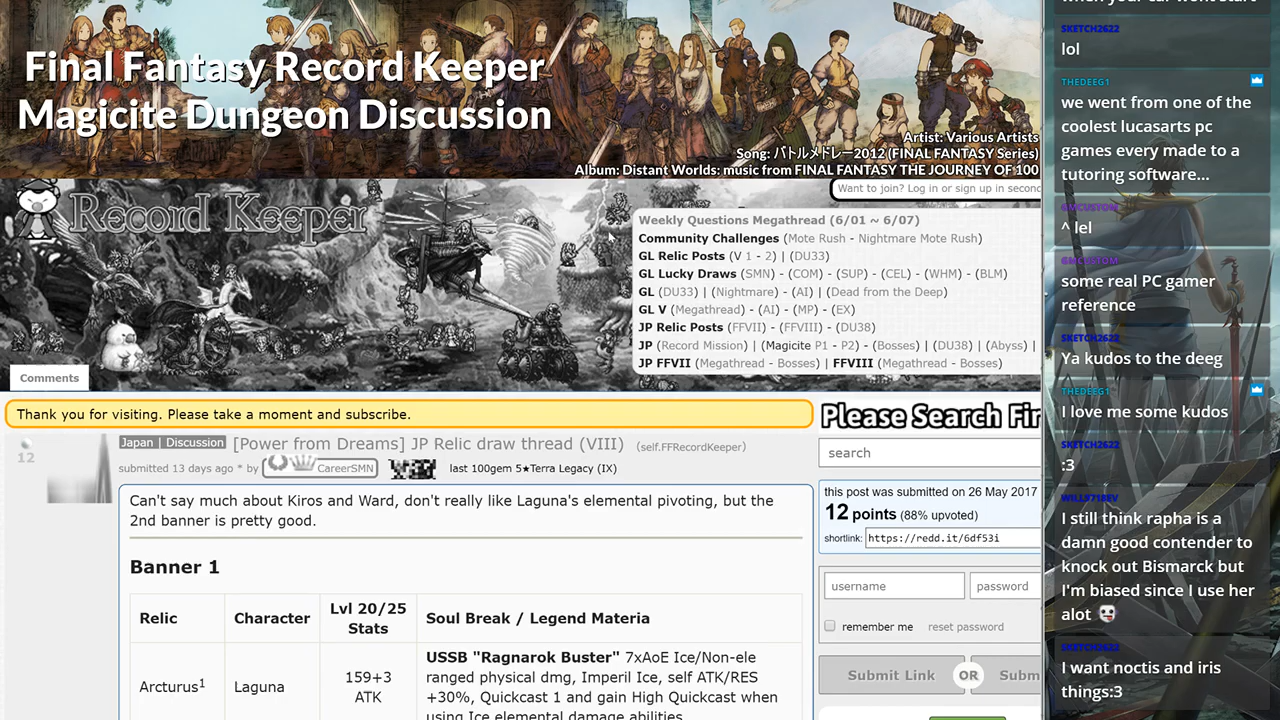 Final Fantasy Record Keeper
Magicite Dungeon Discussion
Artist: Various Artists
Song: バトルメドレー2012 (FINAL FANTASY Series)
Album: Distant Worlds: music from FINAL FANTASY THE JOURNEY OF 100
Want to join? Log in or sign up in second
Record Keeper
Weekly Questions Megathread (6/01 ~ 6/07)
Community Challenges (Mote Rush - Nightmare Mote Rush)
GL Relic Posts (V 1 - 2) | (DU33)
GL Lucky Draws (SMN) - (COM) - (SUP) - (CEL) - (WHM) - (BLM)
GL (DU33) | (Nightmare) - (AI) | (Dead from the Deep)
GL V (Megathread) - (AI) - (MP) - (EX)
JP Relic Posts (FFVII) - (FFVIII) - (DU38)
JP (Record Mission) | (Magicite P1 - P2) - (Bosses) | (DU38) | (Abyss) |
JP FFVII (Megathread - Bosses) | FFVIII (Megathread - Bosses)
Comments
Thank you for visiting. Please take a moment and subscribe.
12
Japan | Discussion [Power from Dreams] JP Relic draw thread (VIII) (self.FFRecordKeeper)
submitted 13 days ago * by CareerSMN last 100gem 5★Terra Legacy (IX)
Can't say much about Kiros and Ward, don't really like Laguna's elemental pivoting, but the
2nd banner is pretty good.
Banner 1
Relic Character Lvl 20/25 Stats Soul Break / Legend Materia
Arcturus1 Laguna 159+3 ATK
USSB "Ragnarok Buster" 7xAoE Ice/Non-ele
ranged physical dmg, Imperil Ice, self ATK/RES
+30%, Quickcast 1 and gain High Quickcast when
using Ice elemental damage abilities
Please Search Fir
search
this post was submitted on 26 May 2017
12 points (88% upvoted)
shortlink: https://redd.it/6df53i
username password
remember me reset password
Submit Link OR Subm
when your car wont start
SKETCH2622
lol
THEDEEG1
we went from one of the
coolest lucasarts pc
games every made to a
tutoring software...
GMCUSTOM
^ lel
GMCUSTOM
some real PC gamer
reference
SKETCH2622
Ya kudos to the deeg
THEDEEG1
I love me some kudos
SKETCH2622
:3
I still think rapha is a
damn good contender to
knock out Bismarck but
I'm biased since I use her
alot
SKETCH2622
I want noctis and iris
things:3